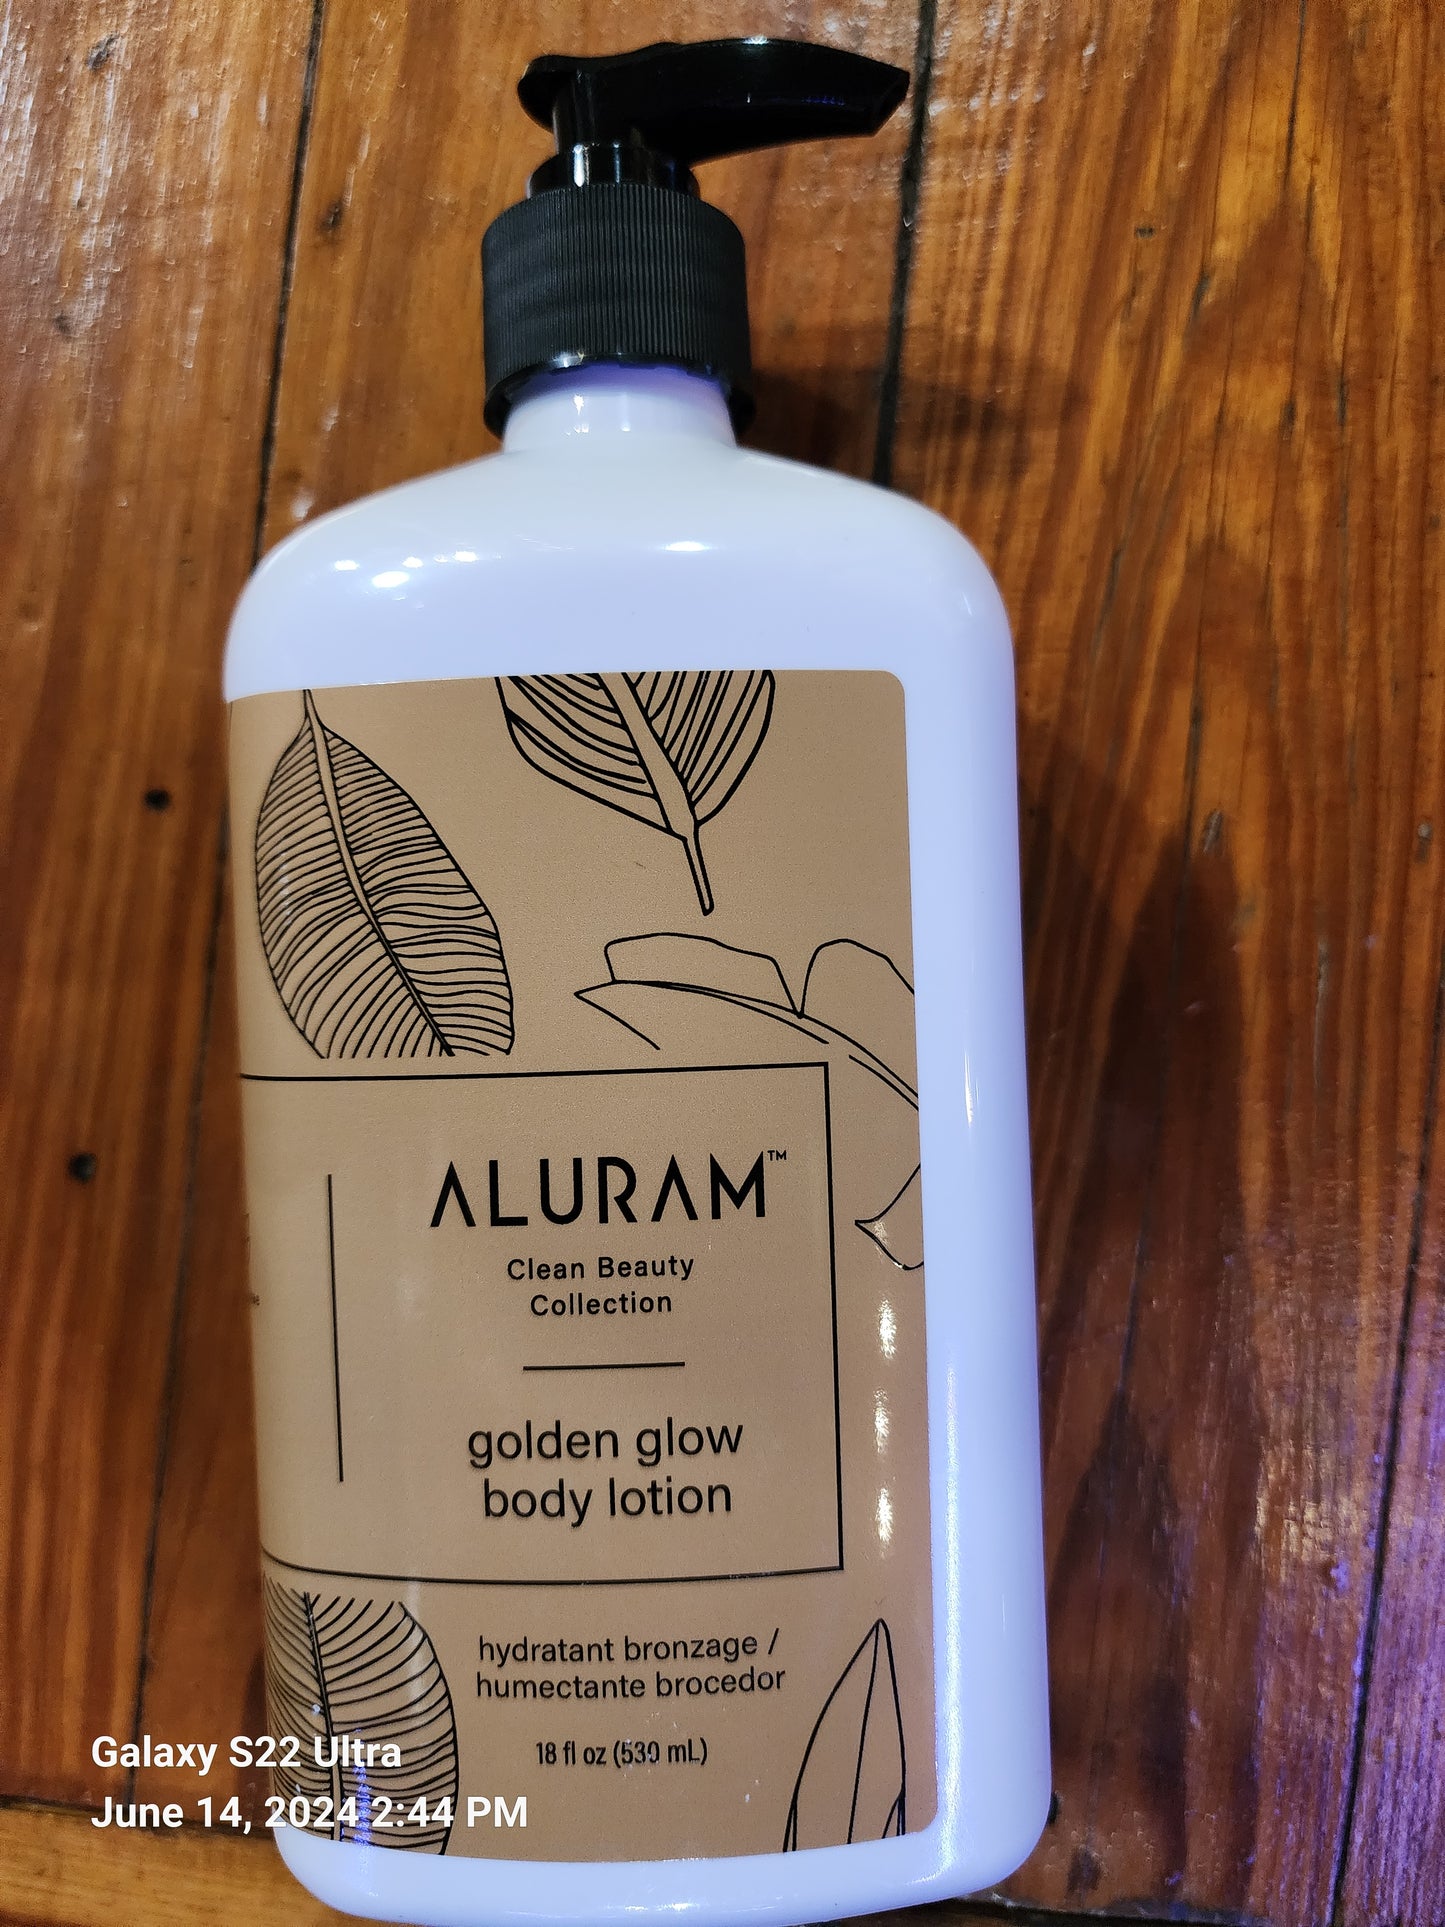 ALURAM™
Clean Beauty
Collection
golden glow
body lotion
hydratant bronzage /
humectante brocedor
18 fl oz (530 mL)
Galaxy S22 Ultra
June 14, 2024 2:44 PM